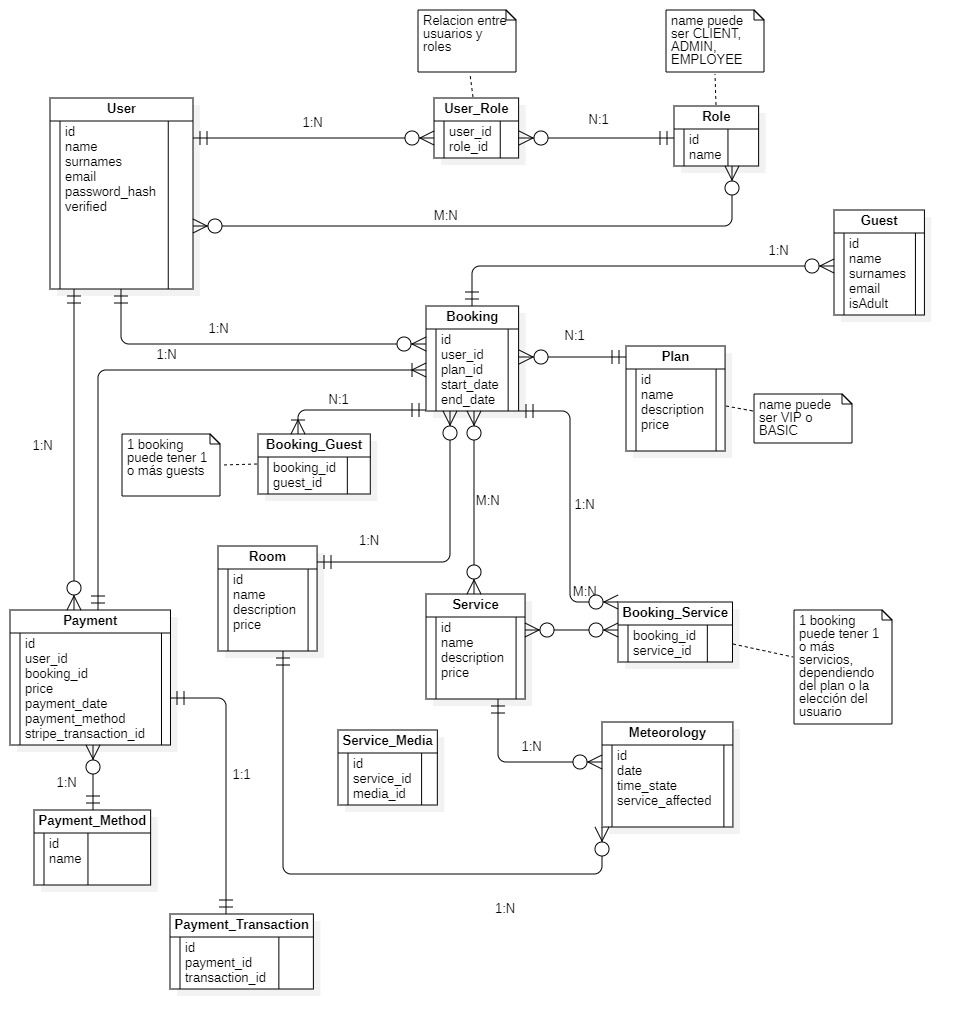 Relacion entre
usuarios y
roles
name puede
ser CLIENT,
ADMIN,
EMPLOYEE
User
id
name
surnames
email
password_hash
verified
1:N
User_Role
user_id
role_id
N:1
Role
id
name
M:N
Guest
id
name
surnames
email
isAdult
1:N
1:N
1:N
Booking
id
user_id
plan_id
start_date
end_date
N:1
Plan
id
name
description
price
name puede
ser VIP o
BASIC
N:1
1:N
1 booking
puede tener 1
o más guests
Booking_Guest
booking_id
guest_id
M:N
1:N
1:N
Room
id
name
description
price
M:N
Service
id
name
description
price
Booking_Service
booking_id
service_id
1 booking
puede tener 1
o más
servicios,
dependiendo
del plan o la
elección del
usuario
Payment
id
user_id
booking_id
price
payment_date
payment_method
stripe_transaction_id
Service_Media
id
service_id
media_id
1:N
Meteorology
id
date
time_state
service_affected
1:N
1:1
Payment_Method
id
name
1:N
Payment_Transaction
id
payment_id
transaction_id